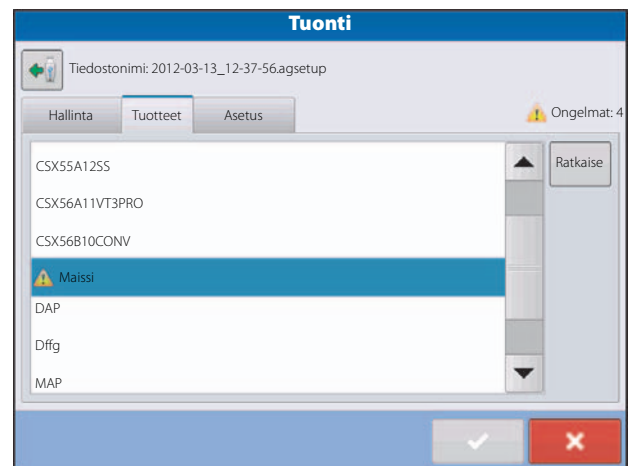 Tuonti
Tiedostonimi: 2012-03-13_12-37-56.agsetup
Hallinta Tuotteet Asetus Ongelmat: 4
CSX55A12SS
Ratkaise
CSX56A11VT3PRO
CSX56B10CONV
Maissi
DAP
Dffg
MAP